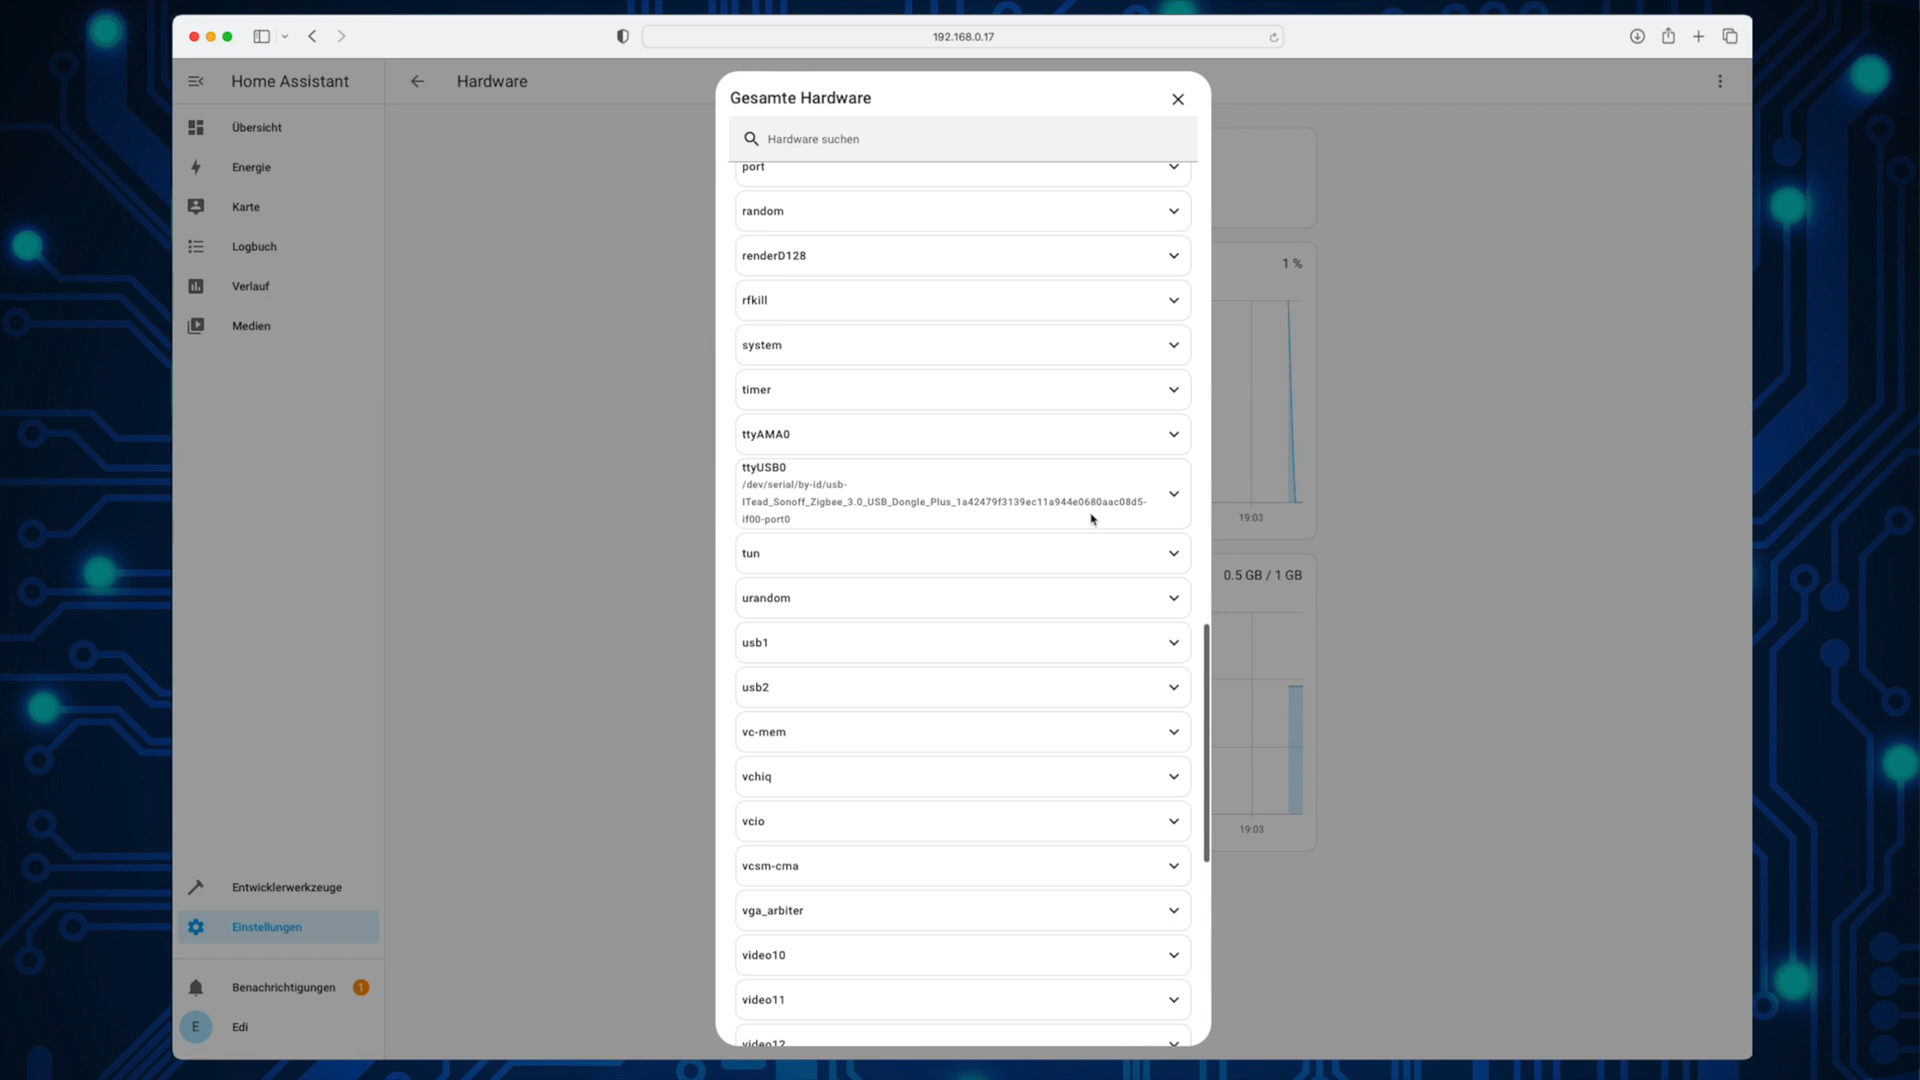 192.168.0.17
Home Assistant
Hardware
Übersicht
Energie
Karte
Logbuch
Verlauf
Medien
Entwicklerwerkzeuge
Einstellungen
Benachrichtigungen 1
E Edi
Gesamte Hardware
Hardware suchen
port
random
renderD128
rfkill
system
timer
ttyAMA0
ttyUSB0
/dev/serial/by-id/usb-
ITead_Sonoff_Zigbee_3.0_USB_Dongle_Plus_1a42479f3139ec11a944e0680aac08d5-
if00-port0
tun
urandom
usb1
usb2
vc-mem
vchiq
vcio
vcsm-cma
vga_arbiter
video10
video11
video12
1 %
19:03
0.5 GB / 1 GB
19:03